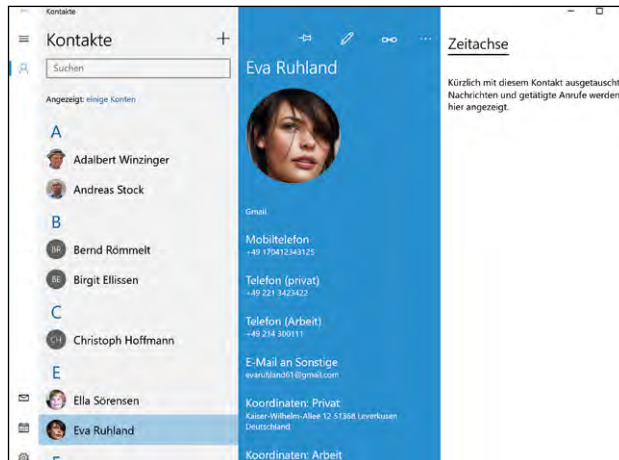 Kontakte
Kontakte
Suchen
Angezeigt: einige Konten
A
Adalbert Winzinger
Andreas Stock
B
BR Bernd Römmelt
BE Birgit Ellissen
C
CH Christoph Hoffmann
E
Ella Sörensen
Eva Ruhland
Eva Ruhland
Gmail
Mobiltelefon
+49 170412343125
Telefon (privat)
+49 221 3423422
Telefon (Arbeit)
+49 214 300111
E-Mail an Sonstige
evaruhland61@gmail.com
Koordinaten: Privat
Kaiser-Wilhelm-Allee 12 51368 Leverkusen
Deutschland
Koordinaten: Arbeit
Zeitachse
Kürzlich mit diesem Kontakt ausgetauscht
Nachrichten und getätigte Anrufe werden
hier angezeigt.